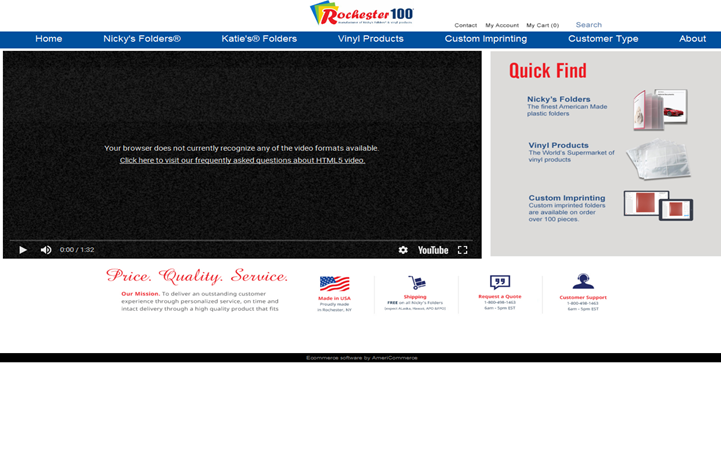 Rochester 100 INC
Contact My Account My Cart (0) Search
Home Nicky's Folders® Katie's® Folders Vinyl Products Custom Imprinting Customer Type About
Your browser does not currently recognize any of the video formats available.
Click here to visit our frequently asked questions about HTML5 video.
0:00 / 1:32
YouTube
Quick Find
Nicky's Folders
The finest American Made
plastic folders
Vinyl Products
The World's Supermarket of
vinyl products
Custom Imprinting
Custom imprinted folders
are available on order
over 100 pieces.
Price. Quality. Service.
Our Mission. To deliver an outstanding customer
experience through personalized service, on time and
intact delivery through a high quality product that fits
Made in USA
Proudly made
in Rochester, NY
Shipping
FREE on all Nicky's Folders
Request a Quote
1-800-498-1463
8am - 5pm EST
Customer Support
1-800-498-1463
8am - 5pm EST
Ecommerce software by AmeriCommerce